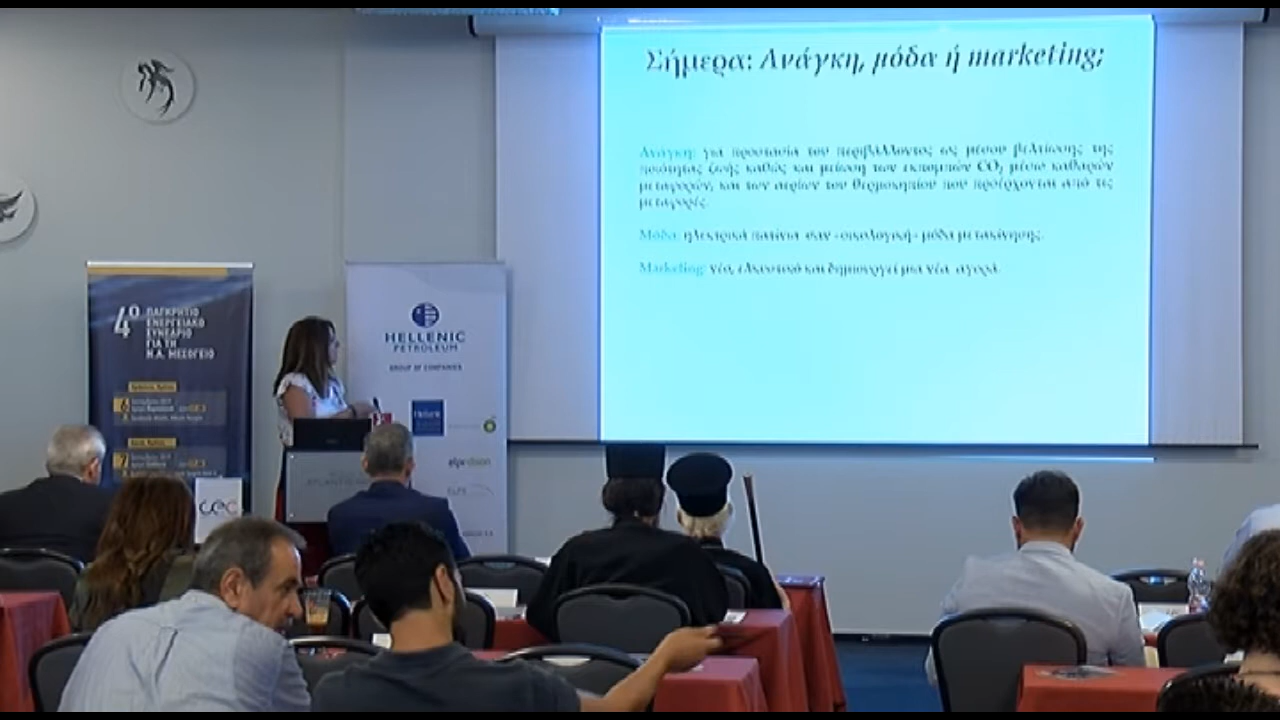 Σήμερα: Ανάγκη, μόδα ή marketing;
Ανάγκη: για προστασία του περιβάλλοντος ως μέσου βελτίωσης της
ποιότητας ζωής καθώς και μείωση των εκπομπών CO₂ μέσω καθαρών
μεταφορών, και των αερίων του θερμοκηπίου που προέρχονται από τις
μεταφορές.
Μόδα: ηλεκτρικά πατίνια σαν «οικολογική» μόδα μετακίνησης.
Marketing: νέο, ελκυστικό και δημιουργεί μια νέα αγορά.
4ο ΠΑΓΚΡΗΤΙΟ
ΕΝΕΡΓΕΙΑΚΟ
ΣΥΝΕΔΡΙΟ
ΓΙΑ ΤΗ
Ν.Α. ΜΕΣΟΓΕΙΟ
6
7
HELLENIC
PETROLEUM
GROUP OF COMPANIES
elpe